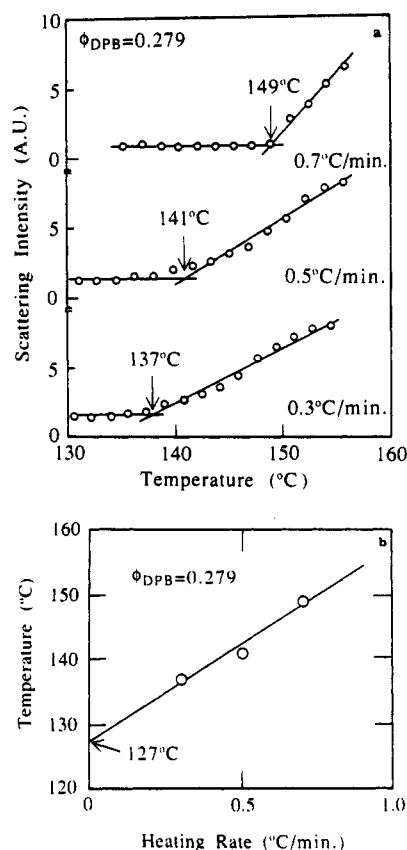 10
ϕDPB=0.279
a
149°C
5
0
0.7°C/min.
Scattering Intensity (A.U.)
141°C
5
0
0.5°C/min.
137°C
5
0
0.3°C/min.
130 140 150 160
Temperature (°C)
160
b
ϕDPB=0.279
150
140
130
127°C
120
Temperature (°C)
0 0.5 1.0
Heating Rate (°C/min.)